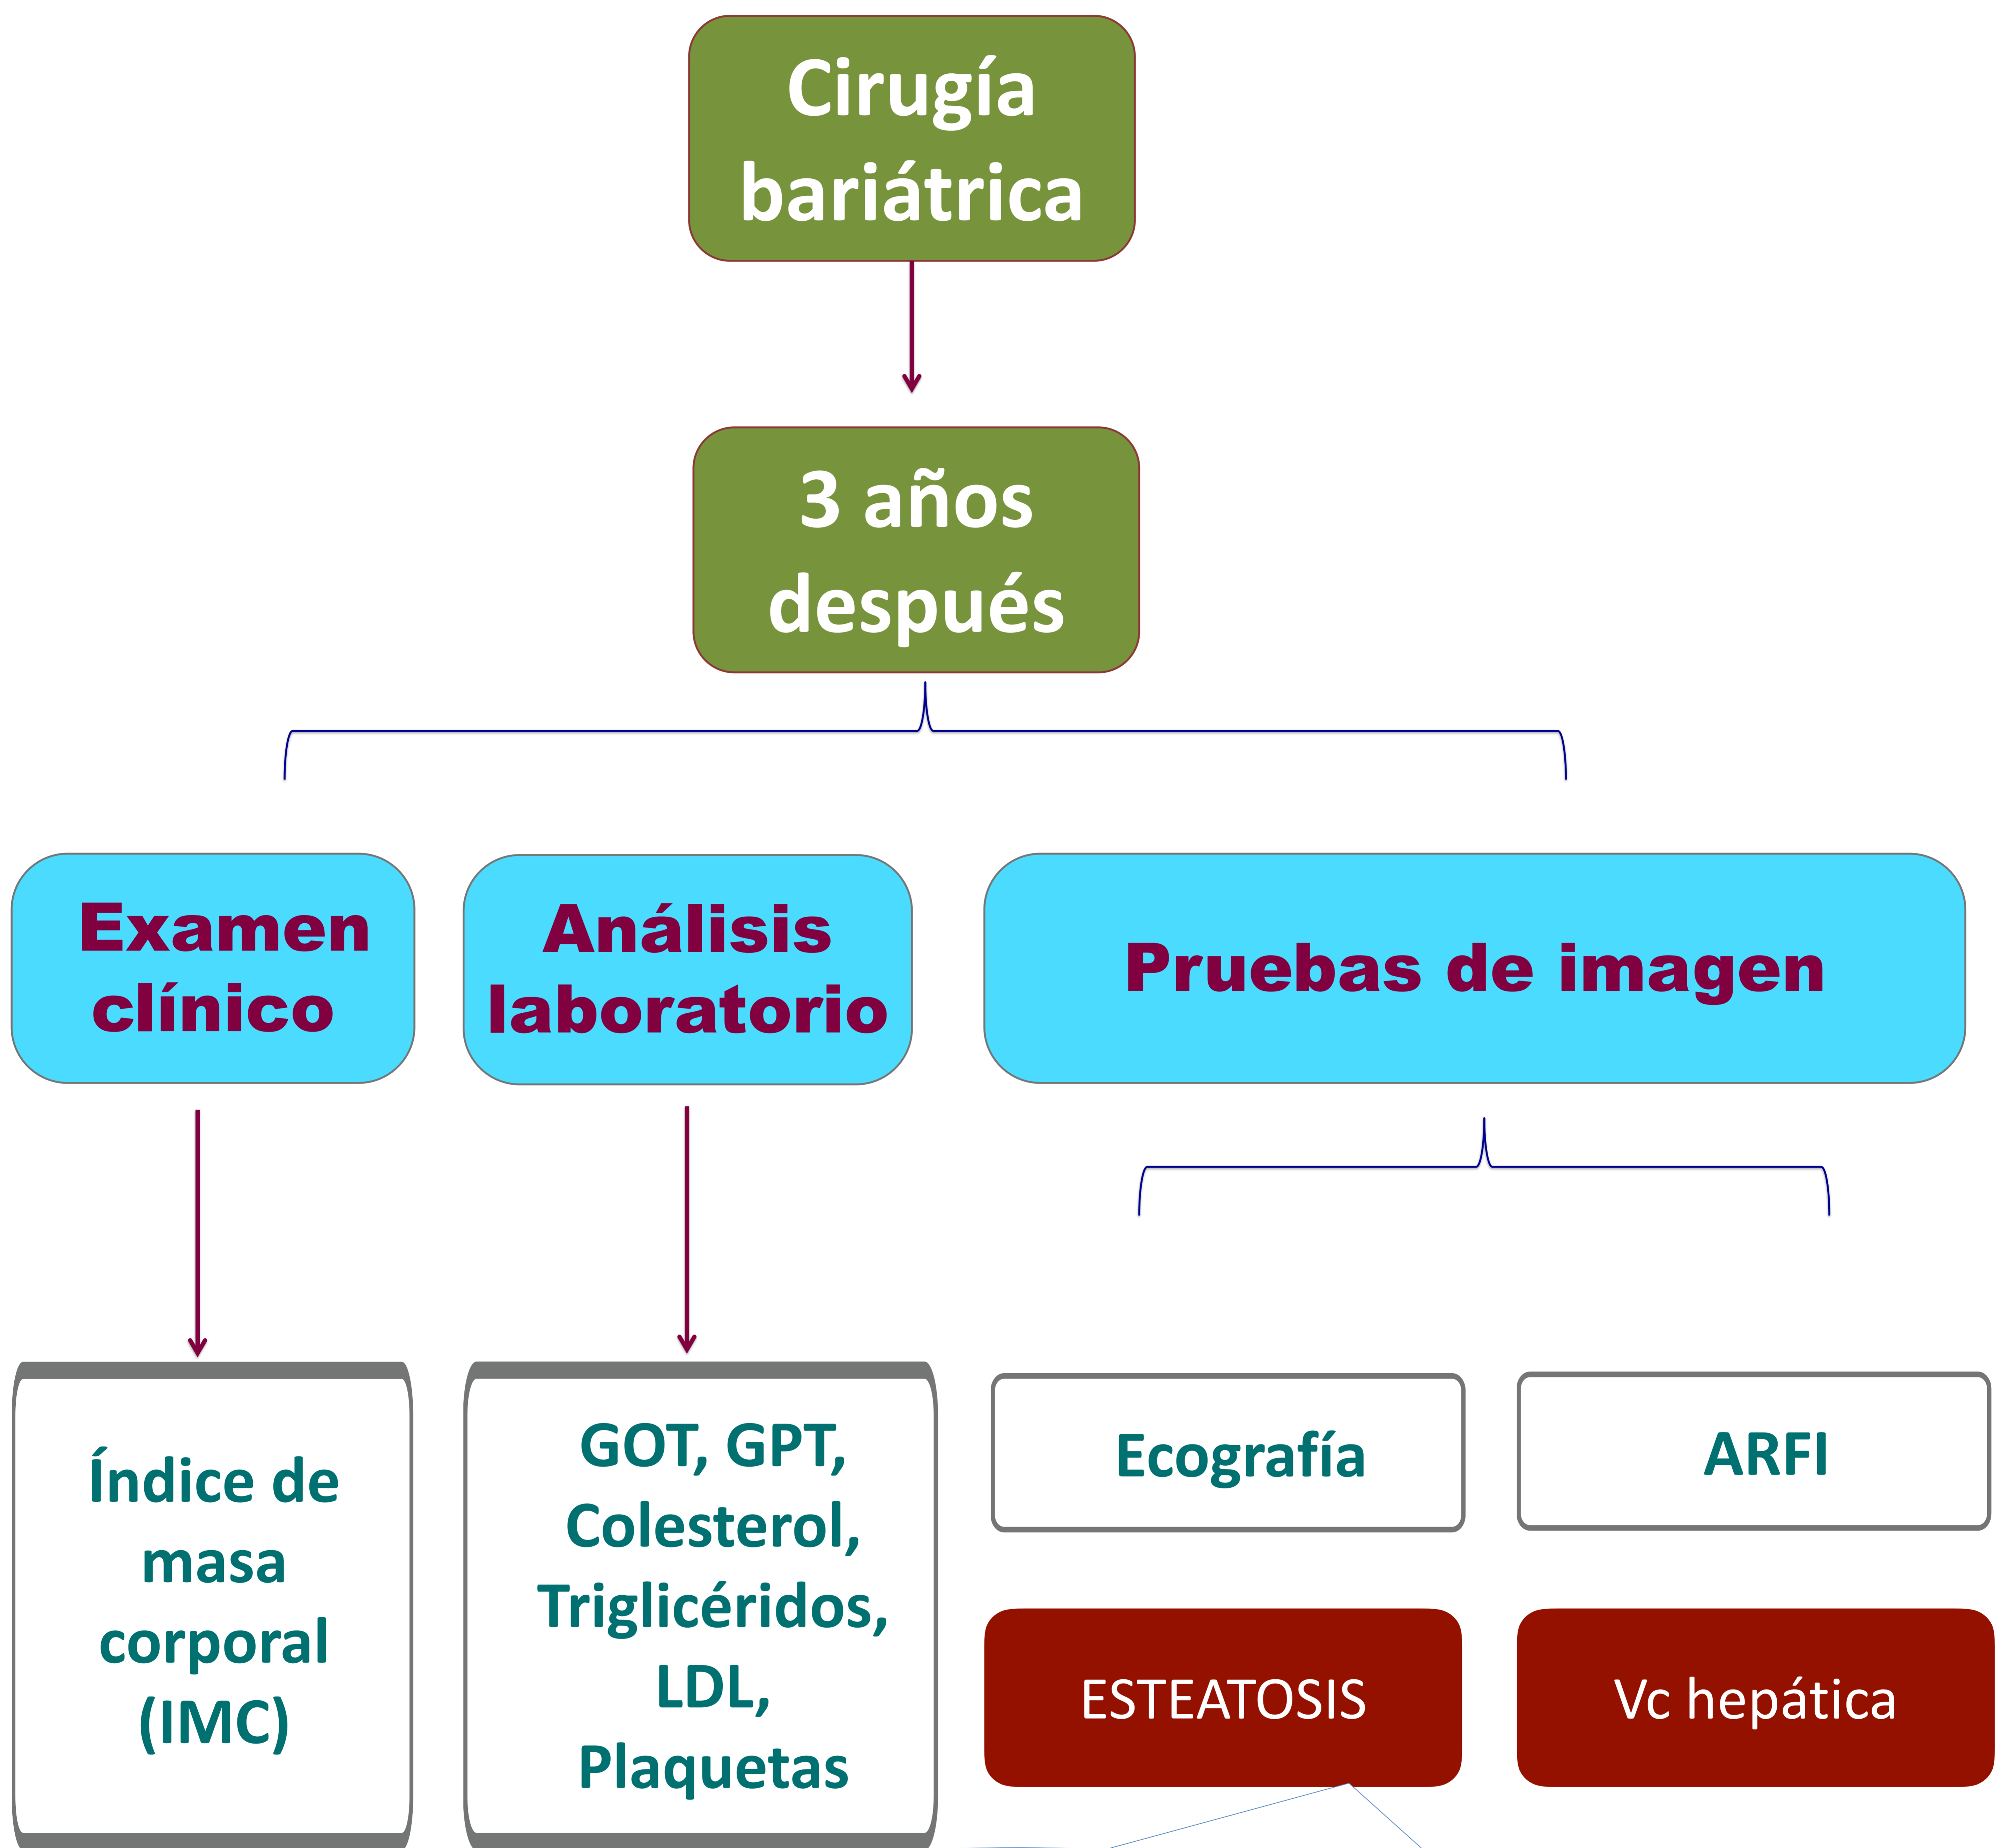 Cirugía
bariátrica
3 años
después
Examen
clínico
Análisis
laboratorio
Pruebas de imagen
Índice de
masa
corporal
(IMC)
GOT, GPT,
Colesterol,
Triglicéridos,
LDL,
Plaquetas
Ecografía
ARFI
ESTEATOSIS
Vc hepática